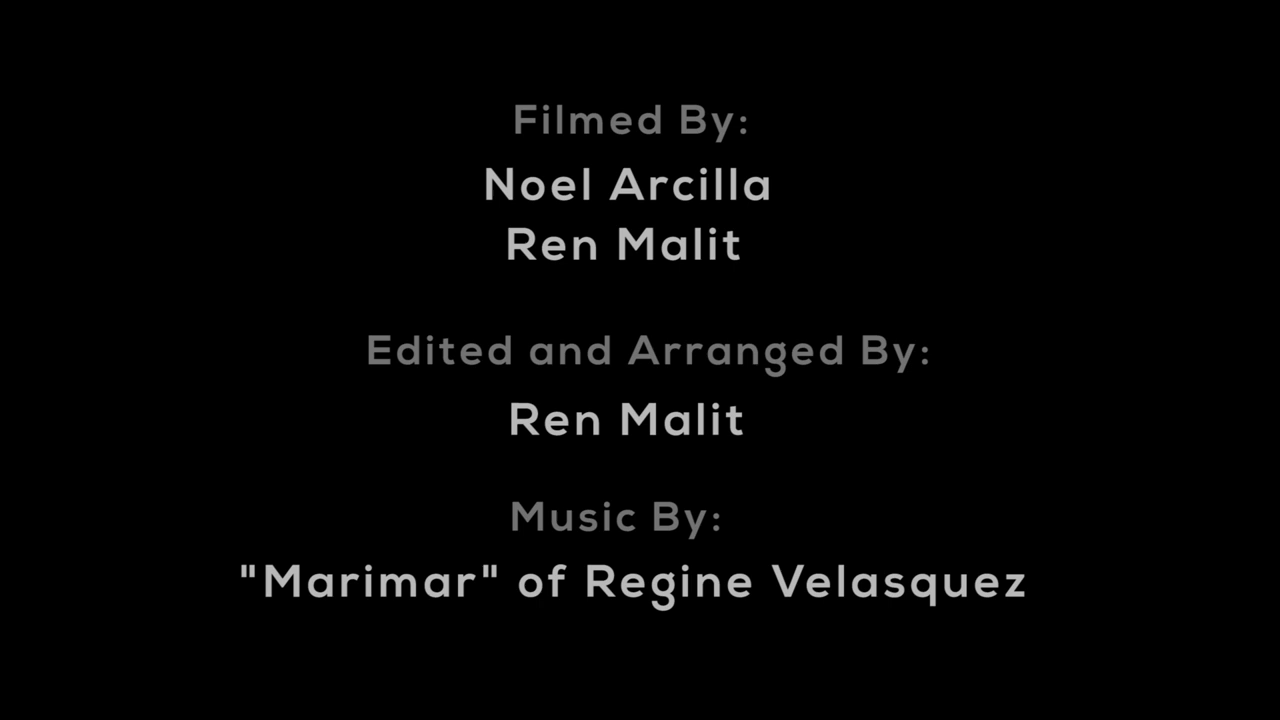 Filmed By:
Noel Arcilla
Ren Malit
Edited and Arranged By:
Ren Malit
Music By:
"Marimar" of Regine Velasquez